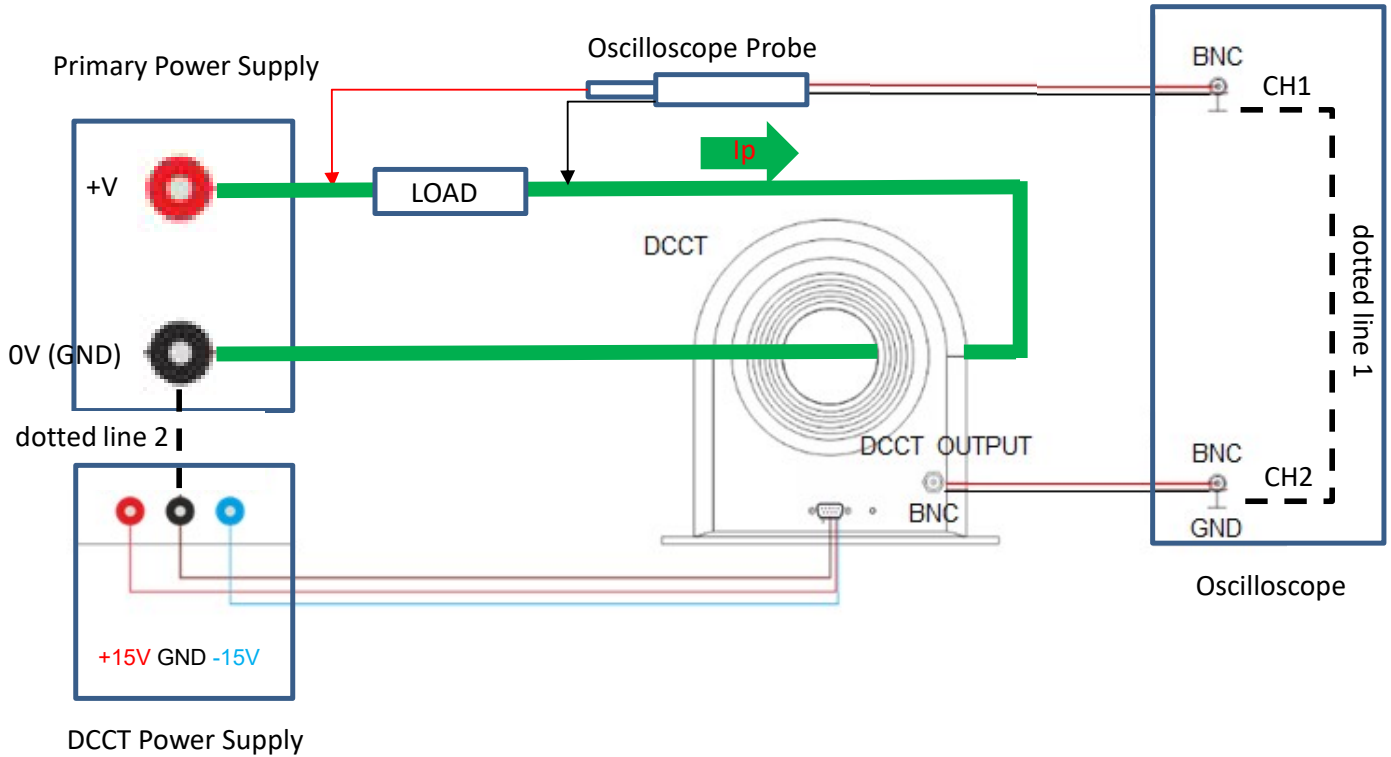 Primary Power Supply
Oscilloscope Probe
BNC
CH1
+V
LOAD
Ip
DCCT
dotted line 1
0V (GND)
dotted line 2
DCCT OUTPUT
BNC
BNC
CH2
GND
Oscilloscope
+15V GND -15V
DCCT Power Supply